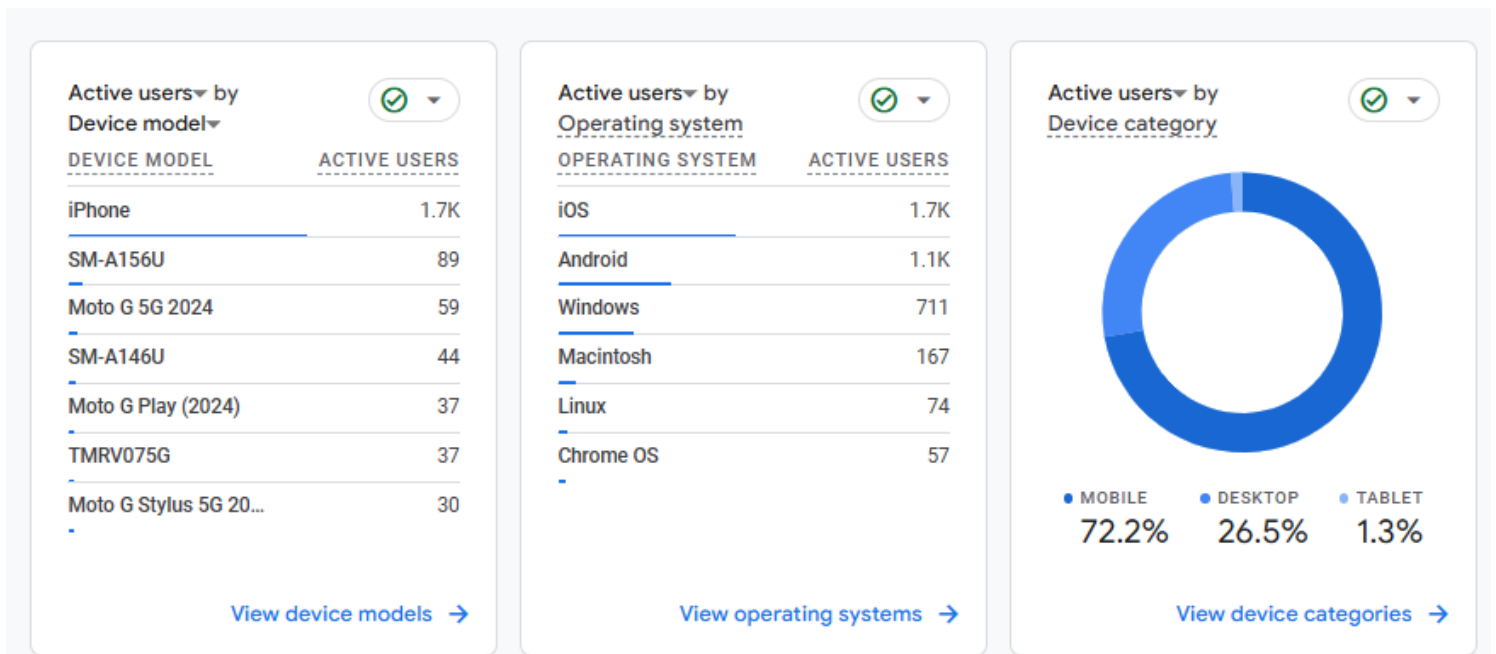 Active users by
Device model
DEVICE MODEL ACTIVE USERS
iPhone 1.7K
SM-A156U 89
Moto G 5G 2024 59
SM-A146U 44
Moto G Play (2024) 37
TMRV075G 37
Moto G Stylus 5G 20... 30
View device models
Active users by
Operating system
OPERATING SYSTEM ACTIVE USERS
iOS 1.7K
Android 1.1K
Windows 711
Macintosh 167
Linux 74
Chrome OS 57
View operating systems
Active users by
Device category
MOBILE DESKTOP TABLET
72.2% 26.5% 1.3%
View device categories